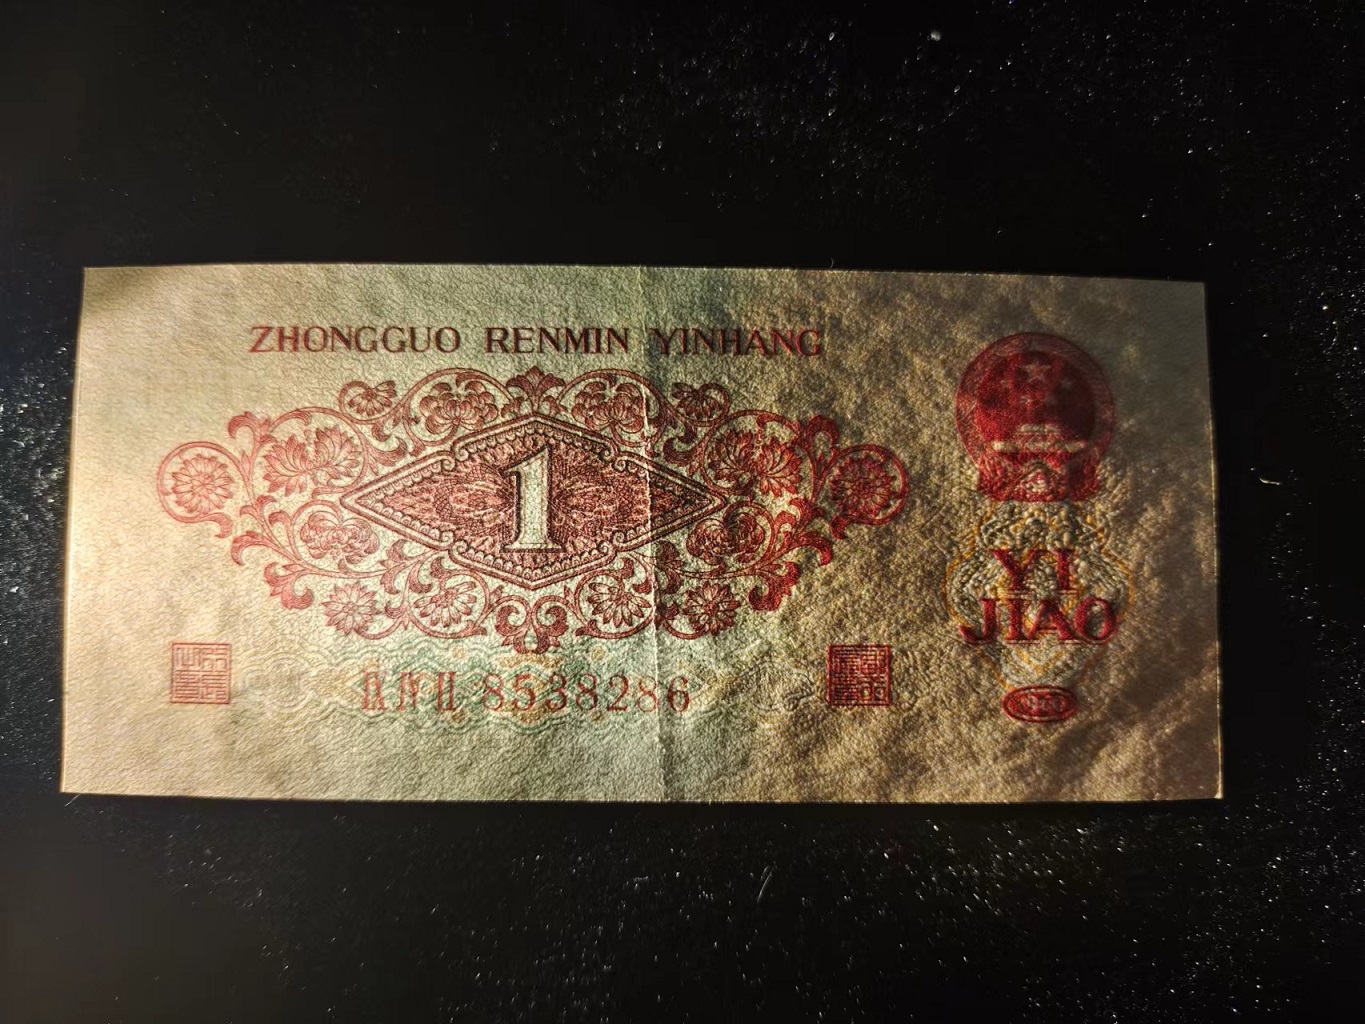 ZHONGGUO RENMIN YINHANG
1
YI
JIAO
8538286